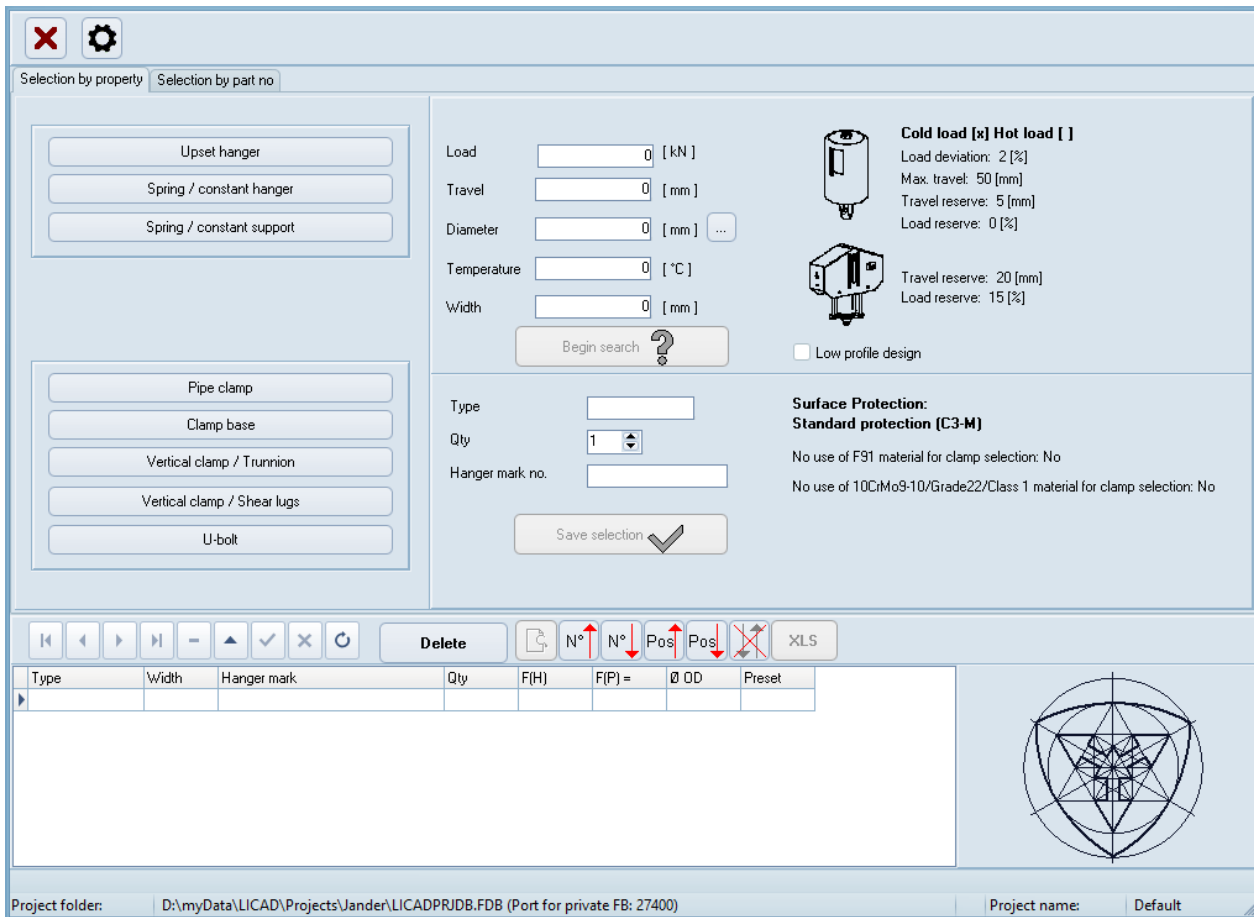 Selection by property
Selection by part no
Upset hanger
Spring / constant hanger
Spring / constant support
Load 0 [ kN ]
Travel 0 [ mm ]
Diameter 0 [ mm ] ...
Temperature 0 [ °C ]
Width 0 [ mm ]
Begin search
Cold load [x] Hot load [ ]
Load deviation: 2 [%]
Max. travel: 50 [mm]
Travel reserve: 5 [mm]
Load reserve: 0 [%]
Travel reserve: 20 [mm]
Load reserve: 15 [%]
Low profile design
Pipe clamp
Clamp base
Vertical clamp / Trunnion
Vertical clamp / Shear lugs
U-bolt
Type
Qty 1
Hanger mark no.
Save selection
Surface Protection:
Standard protection (C3-M)
No use of F91 material for clamp selection: No
No use of 10CrMo9-10/Grade22/Class 1 material for clamp selection: No
Delete N° N° Pos Pos XLS
Type Width Hanger mark Qty F(H) F(P) = Ø OD Preset
Project folder: D:\myData\LICAD\Projects\Jander\LICADPRJDB.FDB (Port for private FB: 27400) Project name: Default